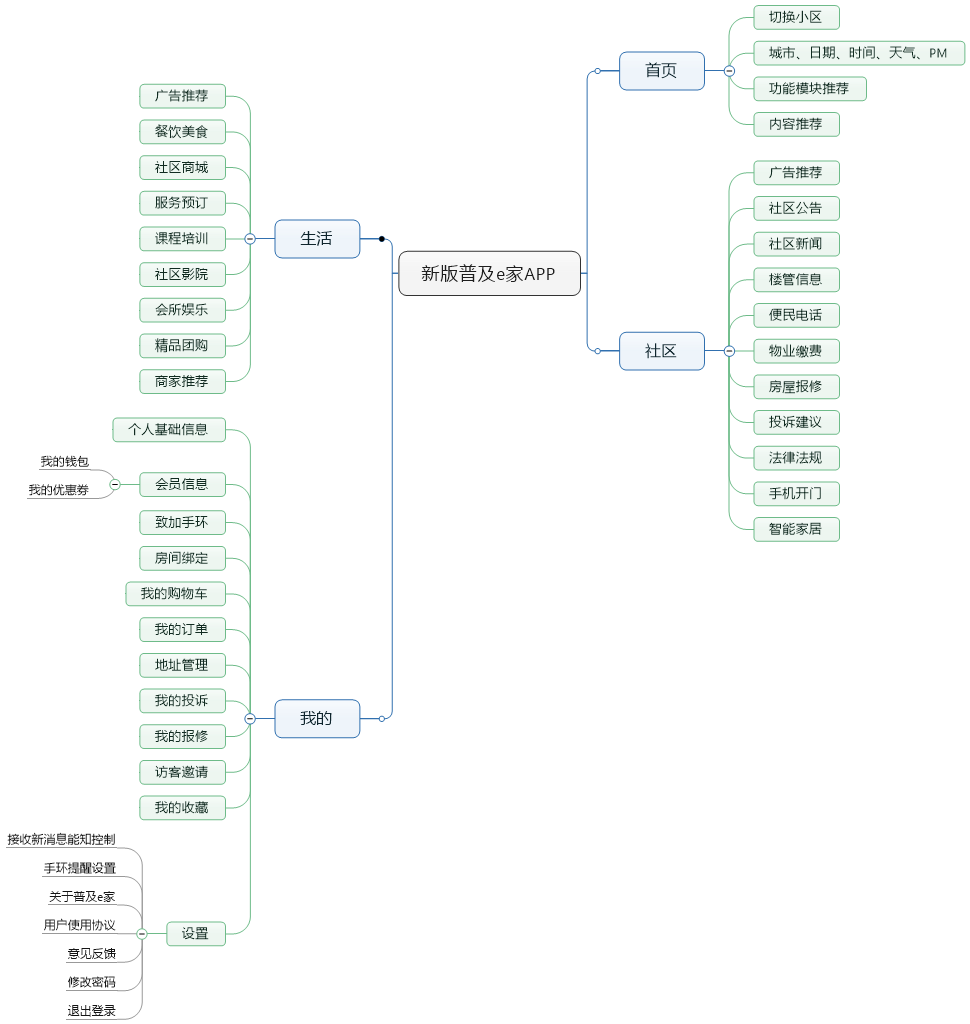 新版普及e家APP
首页
切换小区
城市、日期、时间、天气、PM
功能模块推荐
内容推荐
社区
广告推荐
社区公告
社区新闻
楼管信息
便民电话
物业缴费
房屋报修
投诉建议
法律法规
手机开门
智能家居
生活
广告推荐
餐饮美食
社区商城
服务预订
课程培训
社区影院
会所娱乐
精品团购
商家推荐
我的
个人基础信息
会员信息
我的钱包
我的优惠券
致加手环
房间绑定
我的购物车
我的订单
地址管理
我的投诉
我的报修
访客邀请
我的收藏
设置
接收新消息能知控制
手环提醒设置
关于普及e家
用户使用协议
意见反馈
修改密码
退出登录